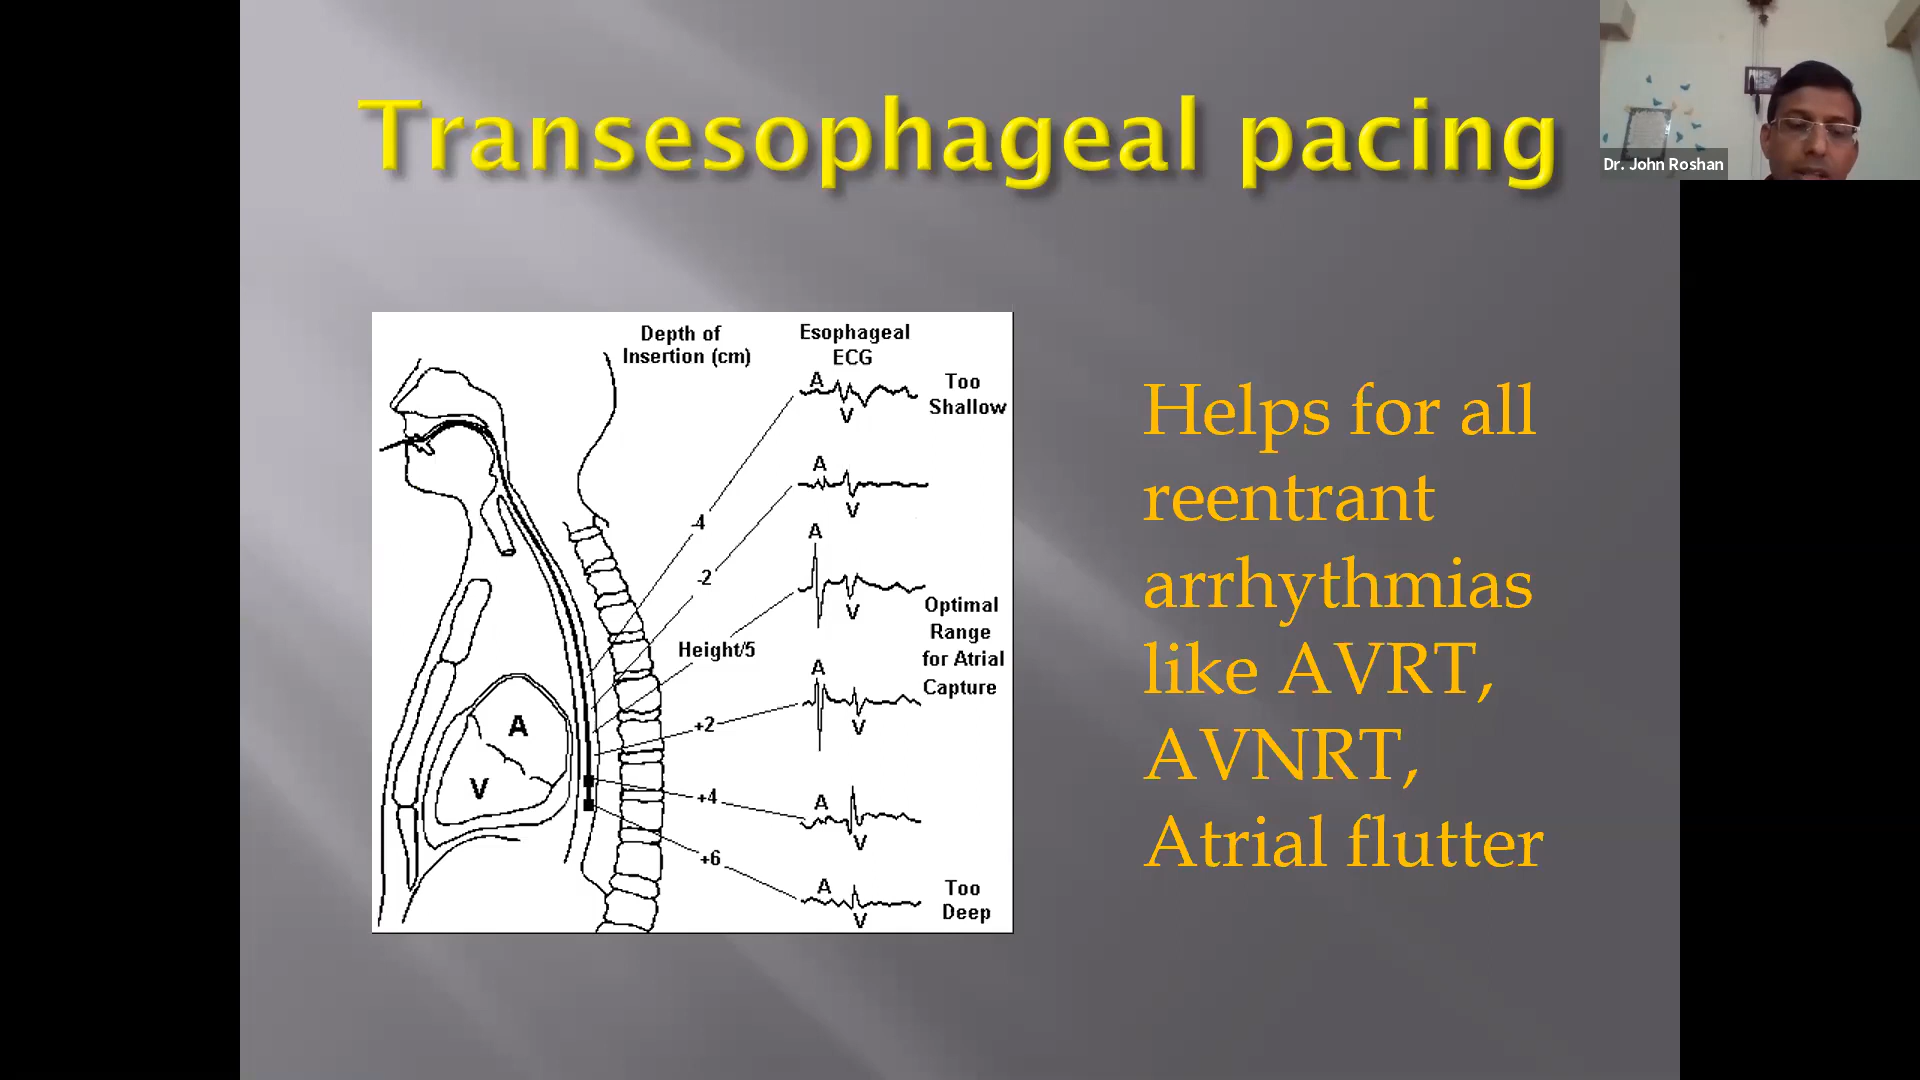 Transesophageal pacing
Dr. John Roshan
Depth of
Insertion (cm)
Esophageal
ECG
A
V
Too
Shallow
-4
A
V
-2
A
V
Height/5
Optimal
Range
for Atrial
Capture
A
V
+2
A
V
+4
A
V
+6
Too
Deep
A
V
A
V
Helps for all
reentrant
arrhythmias
like AVRT,
AVNRT,
Atrial flutter